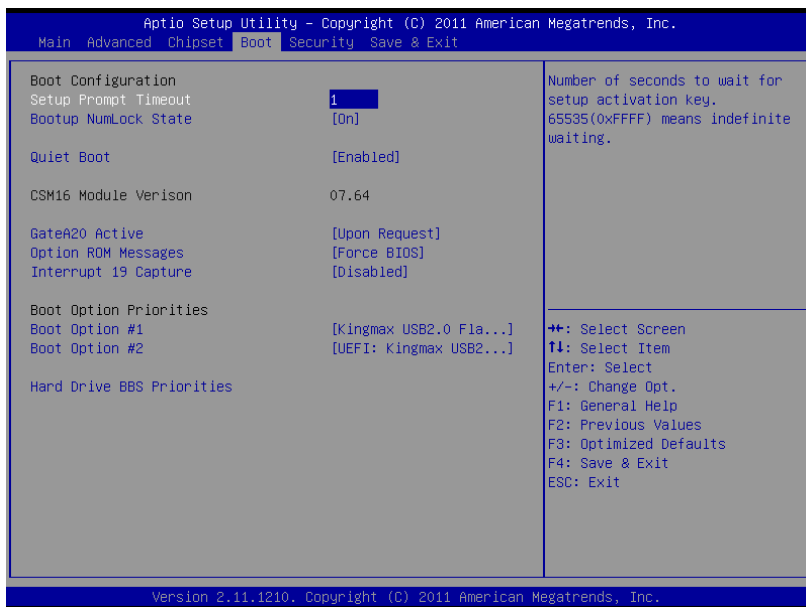 Aptio Setup Utility – Copyright (C) 2011 American Megatrends, Inc.
Main Advanced Chipset Boot Security Save & Exit
Boot Configuration
Setup Prompt Timeout 1
Bootup NumLock State [On]
Quiet Boot [Enabled]
CSM16 Module Verison 07.64
GateA20 Active [Upon Request]
Option ROM Messages [Force BIOS]
Interrupt 19 Capture [Disabled]
Boot Option Priorities
Boot Option #1 [Kingmax USB2.0 Fla...]
Boot Option #2 [UEFI: Kingmax USB2...]
Hard Drive BBS Priorities
Number of seconds to wait for
setup activation key.
65535(0xFFFF) means indefinite
waiting.
→←: Select Screen
↑↓: Select Item
Enter: Select
+/-: Change Opt.
F1: General Help
F2: Previous Values
F3: Optimized Defaults
F4: Save & Exit
ESC: Exit
Version 2.11.1210. Copyright (C) 2011 American Megatrends, Inc.